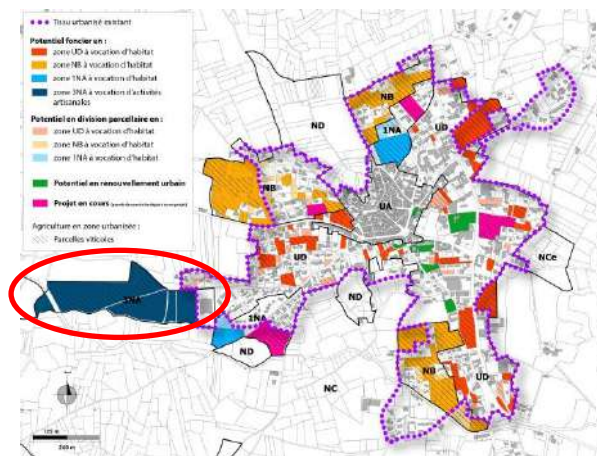 Tissu urbanisé existant
Potentiel foncier en :
zone UD à vocation d'habitat
zone NB à vocation d'habitat
zone 1NA à vocation d'habitat
zone 2NA à vocation d'activités
artisanales
Potentiel en division parcellaire en :
zone UD à vocation d'habitat
zone NB à vocation d'habitat
zone 1NA à vocation d'habitat
Potentiel en renouvellement urbain
Projet en cours
Agriculture en zone urbanisée :
Parcelles viticoles
NB
ND
1NA
UD
NB
UA
UD
NCe
1NA
ND
ND
NC
NB
UD